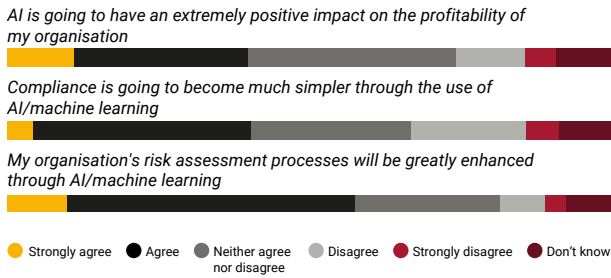 AI is going to have an extremely positive impact on the profitability of
my organisation
Compliance is going to become much simpler through the use of
AI/machine learning
My organisation's risk assessment processes will be greatly enhanced
through AI/machine learning
Strongly agree
Agree
Neither agree
nor disagree
Disagree
Strongly disagree
Don't know